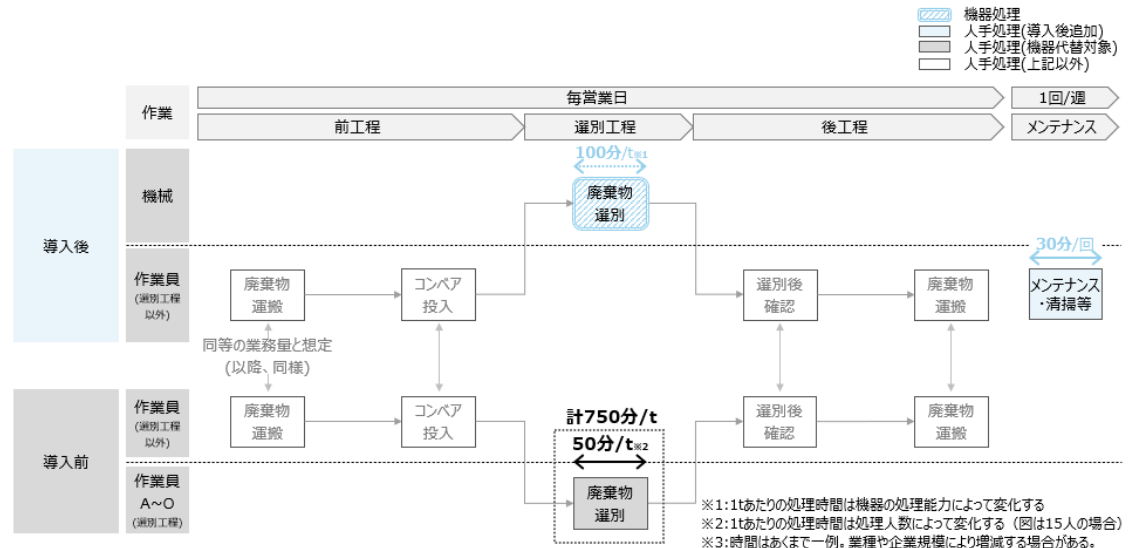 機器処理
人手処理(導入後追加)
人手処理(機器代替対象)
人手処理(上記以外)
作業
毎営業日
1回/週
前工程
選別工程
後工程
メンテナンス
導入後
機械
100分/t※1
廃棄物
選別
作業員
(選別工程
以外)
廃棄物
運搬
コンベア
投入
選別後
確認
廃棄物
運搬
30分/回
メンテナンス
・清掃等
同等の業務量と想定
(以降、同様)
導入前
作業員
(選別工程
以外)
廃棄物
運搬
コンベア
投入
計750分/t
50分/t※2
選別後
確認
廃棄物
運搬
作業員
A~O
(選別工程)
廃棄物
選別
※1:1tあたりの処理時間は機器の処理能力によって変化する
※2:1tあたりの処理時間は処理人数によって変化する（図は15人の場合）
※3:時間はあくまで一例。業種や企業規模により増減する場合がある。